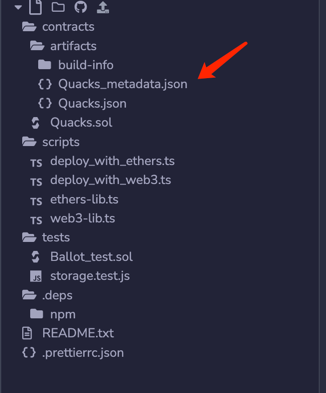 contracts
artifacts
build-info
{} Quacks_metadata.json
{} Quacks.json
Quacks.sol
scripts
TS deploy_with_ethers.ts
TS deploy_with_web3.ts
TS ethers-lib.ts
TS web3-lib.ts
tests
Ballot_test.sol
JS storage.test.js
.deps
npm
README.txt
{} .prettierrc.json